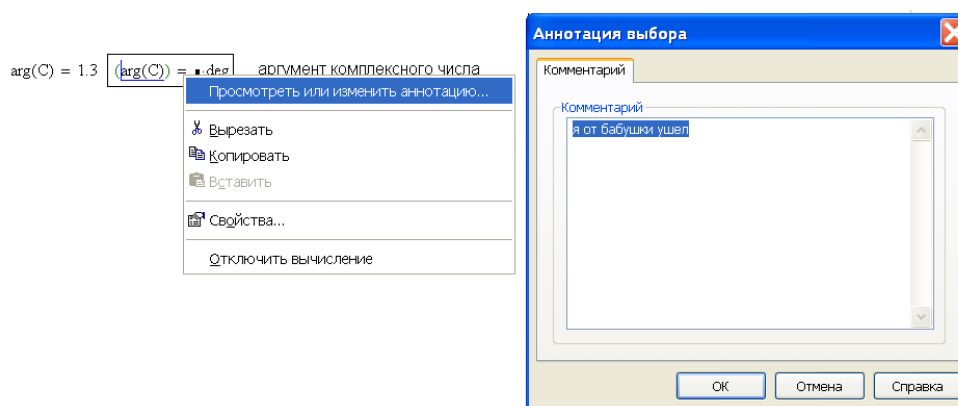 arg(C) = 1.3 (arg(C)) = ▪·deg аргумент комплексного числа
Просмотреть или изменить аннотацию...
Вырезать
Копировать
Вставить
Свойства...
Отключить вычисление
Аннотация выбора
Комментарий
Комментарий
я от бабушки ушел
ОК Отмена Справка